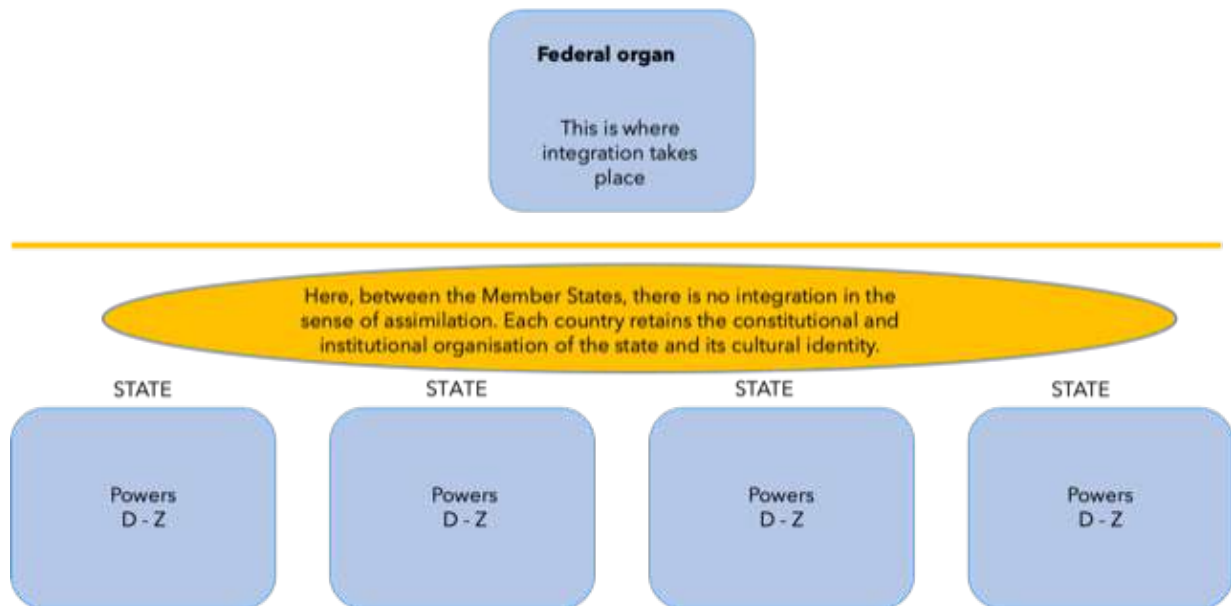 Federal organ
This is where
integration takes
place
Here, between the Member States, there is no integration in the
sense of assimilation. Each country retains the constitutional and
institutional organisation of the state and its cultural identity.
STATE
STATE
STATE
STATE
Powers
D - Z
Powers
D - Z
Powers
D - Z
Powers
D - Z